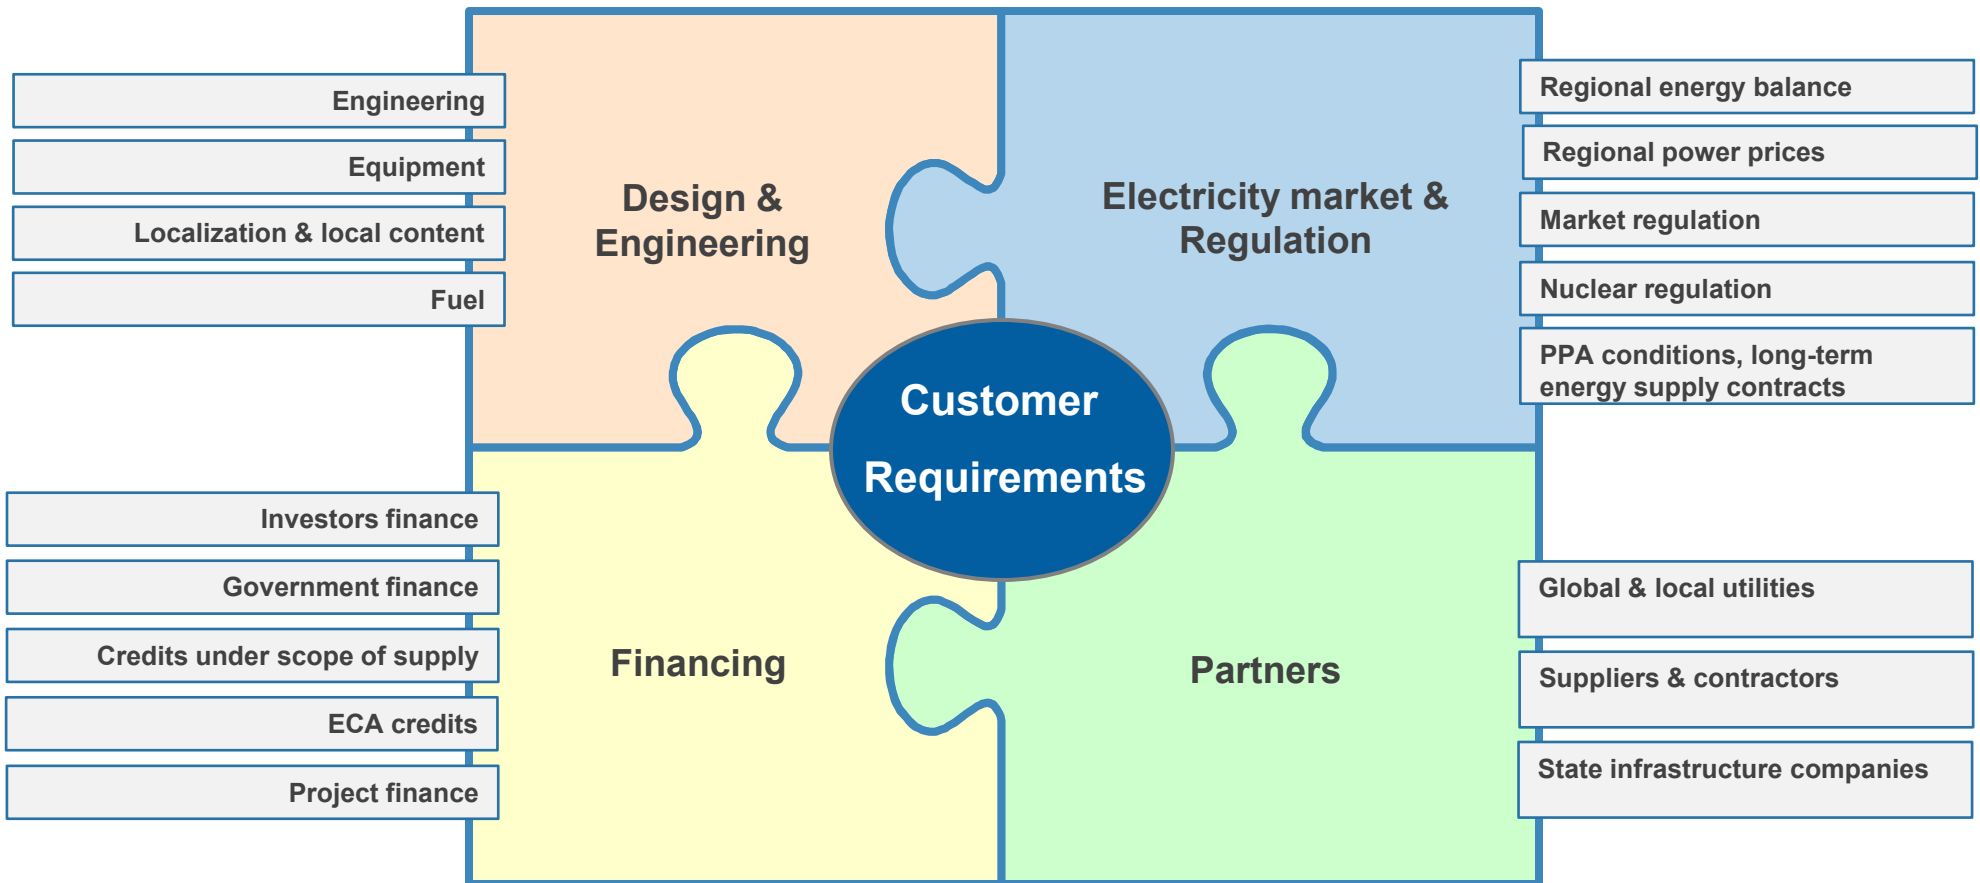 Engineering
Equipment
Localization & local content
Fuel
Design &
Engineering
Electricity market &
Regulation
Regional energy balance
Regional power prices
Market regulation
Nuclear regulation
PPA conditions, long-term
energy supply contracts
Customer
Requirements
Investors finance
Government finance
Credits under scope of supply
ECA credits
Project finance
Financing
Partners
Global & local utilities
Suppliers & contractors
State infrastructure companies